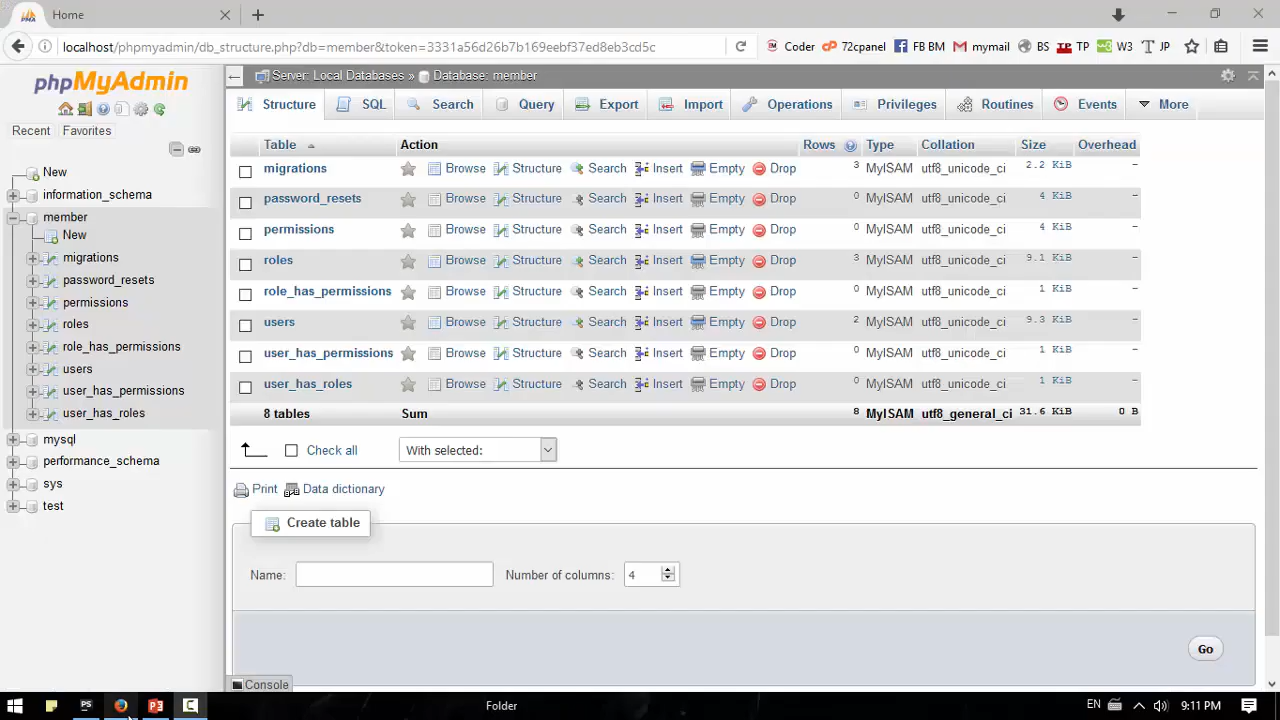 Home
localhost/phpmyadmin/db_structure.php?db=member&token=3331a56d26b7b169eebf37ed8eb3cd5c
Coder 72cpanel FB BM mymail BS TP W3 JP
phpMyAdmin
Recent Favorites
New
information_schema
member
New
migrations
password_resets
permissions
roles
role_has_permissions
users
user_has_permissions
user_has_roles
mysql
performance_schema
sys
test
Server: Local Databases » Database: member
Structure SQL Search Query Export Import Operations Privileges Routines Events More
Table Action Rows Type Collation Size Overhead
migrations Browse Structure Search Insert Empty Drop 3 MyISAM utf8_unicode_ci 2.2 KiB –
password_resets Browse Structure Search Insert Empty Drop 0 MyISAM utf8_unicode_ci 4 KiB –
permissions Browse Structure Search Insert Empty Drop 0 MyISAM utf8_unicode_ci 4 KiB –
roles Browse Structure Search Insert Empty Drop 3 MyISAM utf8_unicode_ci 9.1 KiB –
role_has_permissions Browse Structure Search Insert Empty Drop 0 MyISAM utf8_unicode_ci 1 KiB –
users Browse Structure Search Insert Empty Drop 2 MyISAM utf8_unicode_ci 9.3 KiB –
user_has_permissions Browse Structure Search Insert Empty Drop 0 MyISAM utf8_unicode_ci 1 KiB –
user_has_roles Browse Structure Search Insert Empty Drop 0 MyISAM utf8_unicode_ci 1 KiB –
8 tables Sum 8 MyISAM utf8_general_ci 31.6 KiB 0 B
Check all With selected:
Print Data dictionary
Create table
Name: Number of columns: 4
Go
Console
Folder
EN 9:11 PM